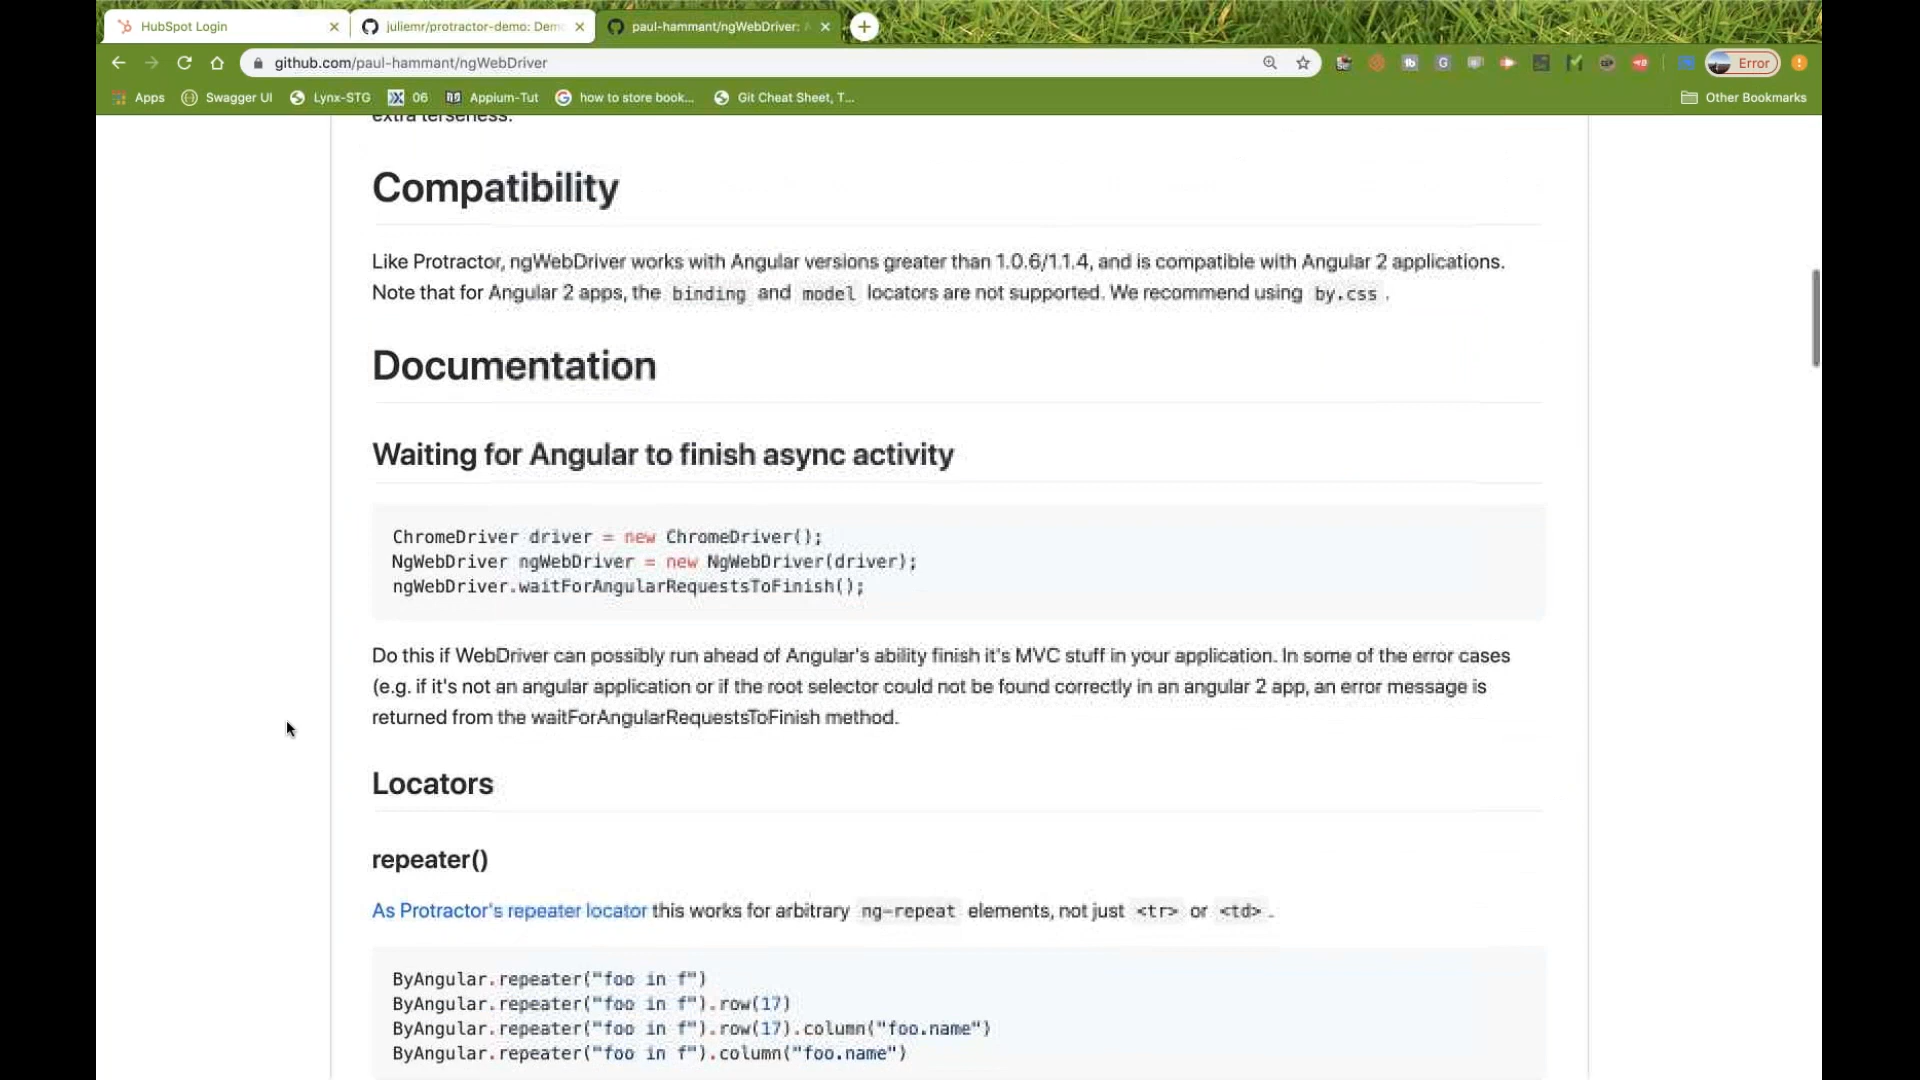 HubSpot Login
juliemr/protractor-demo: Dem
paul-hammant/ngWebDriver:
github.com/paul-hammant/ngWebDriver
Error
Apps
Swagger UI
Lynx-STG
06
Appium-Tut
how to store book...
Git Cheat Sheet, T...
Other Bookmarks
extra terseness.
Compatibility
Like Protractor, ngWebDriver works with Angular versions greater than 1.0.6/1.1.4, and is compatible with Angular 2 applications.
Note that for Angular 2 apps, the binding and model locators are not supported. We recommend using by.css .
Documentation
Waiting for Angular to finish async activity
ChromeDriver driver = new ChromeDriver();
NgWebDriver ngWebDriver = new NgWebDriver(driver);
ngWebDriver.waitForAngularRequestsToFinish();
Do this if WebDriver can possibly run ahead of Angular's ability finish it's MVC stuff in your application. In some of the error cases
(e.g. if it's not an angular application or if the root selector could not be found correctly in an angular 2 app, an error message is
returned from the waitForAngularRequestsToFinish method.
Locators
repeater()
As Protractor's repeater locator this works for arbitrary ng-repeat elements, not just <tr> or <td> .
ByAngular.repeater("foo in f")
ByAngular.repeater("foo in f").row(17)
ByAngular.repeater("foo in f").row(17).column("foo.name")
ByAngular.repeater("foo in f").column("foo.name")